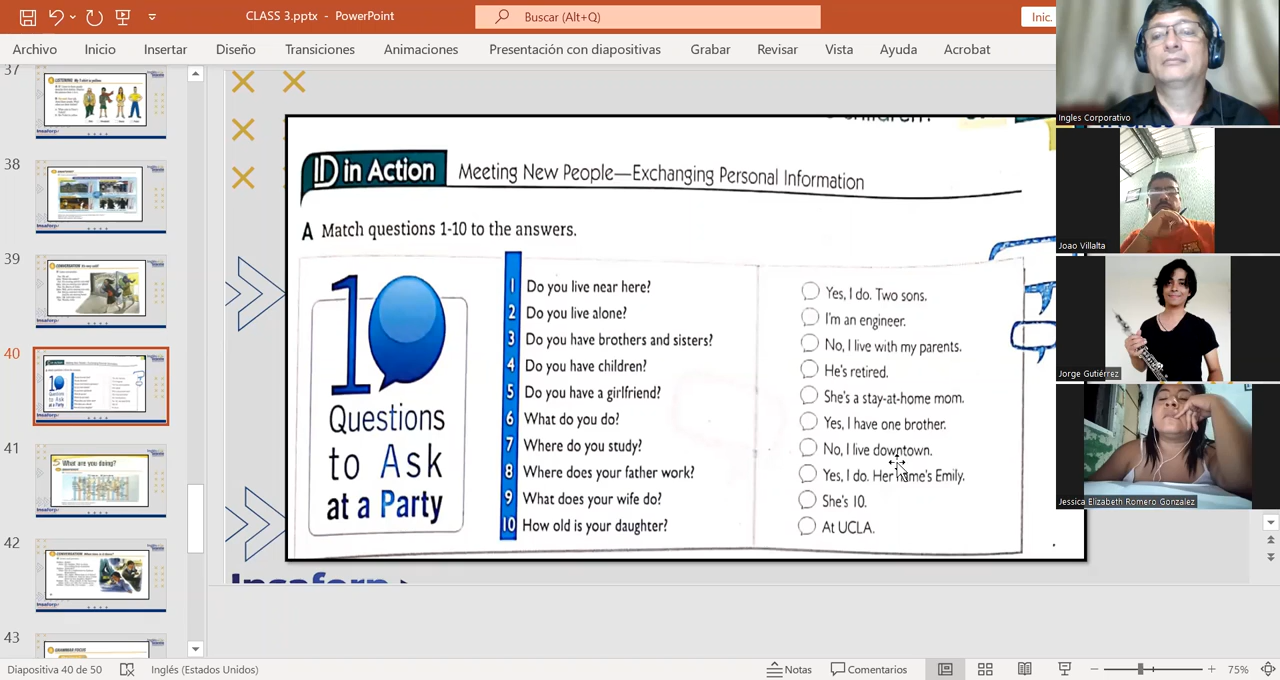 CLASS 3.pptx - PowerPoint
Buscar (Alt+Q)
Inic.
Archivo Inicio Insertar Diseño Transiciones Animaciones Presentación con diapositivas Grabar Revisar Vista Ayuda Acrobat
37
38
39
40
41
42
43
ID in Action Meeting New People—Exchanging Personal Information
A Match questions 1-10 to the answers.
10
Questions
to Ask
at a Party
1 Do you live near here?
2 Do you live alone?
3 Do you have brothers and sisters?
4 Do you have children?
5 Do you have a girlfriend?
6 What do you do?
7 Where do you study?
8 Where does your father work?
9 What does your wife do?
10 How old is your daughter?
Yes, I do. Two sons.
I'm an engineer.
No, I live with my parents.
He's retired.
She's a stay-at-home mom.
Yes, I have one brother.
No, I live downtown.
Yes, I do. Her name's Emily.
She's 10.
At UCLA.
Ingles Corporativo
Joao Villalta
Jorge Gutiérrez
Jessica Elizabeth Romero Gonzalez
Diapositiva 40 de 50
Inglés (Estados Unidos)
Notas
Comentarios
75%